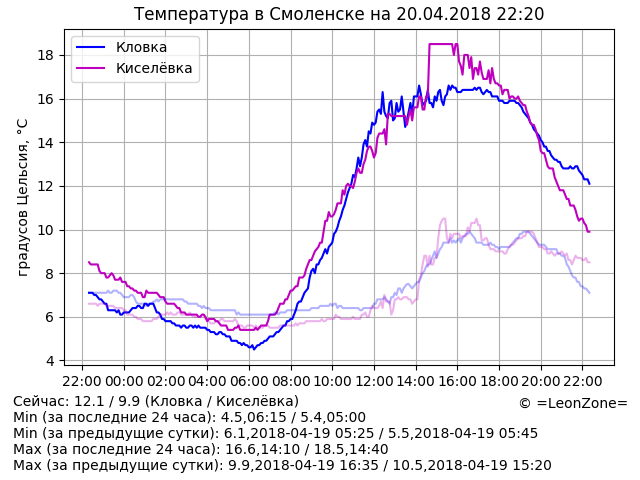 Температура в Смоленске на 20.04.2018 22:20
Кловка
Киселёвка
градусов Цельсия, °C
18
16
14
12
10
8
6
4
22:00 00:00 02:00 04:00 06:00 08:00 10:00 12:00 14:00 16:00 18:00 20:00 22:00
Сейчас: 12.1 / 9.9 (Кловка / Киселёвка)
© =LeonZone=
Min (за последние 24 часа): 4.5,06:15 / 5.4,05:00
Min (за предыдущие сутки): 6.1,2018-04-19 05:25 / 5.5,2018-04-19 05:45
Max (за последние 24 часа): 16.6,14:10 / 18.5,14:40
Max (за предыдущие сутки): 9.9,2018-04-19 16:35 / 10.5,2018-04-19 15:20